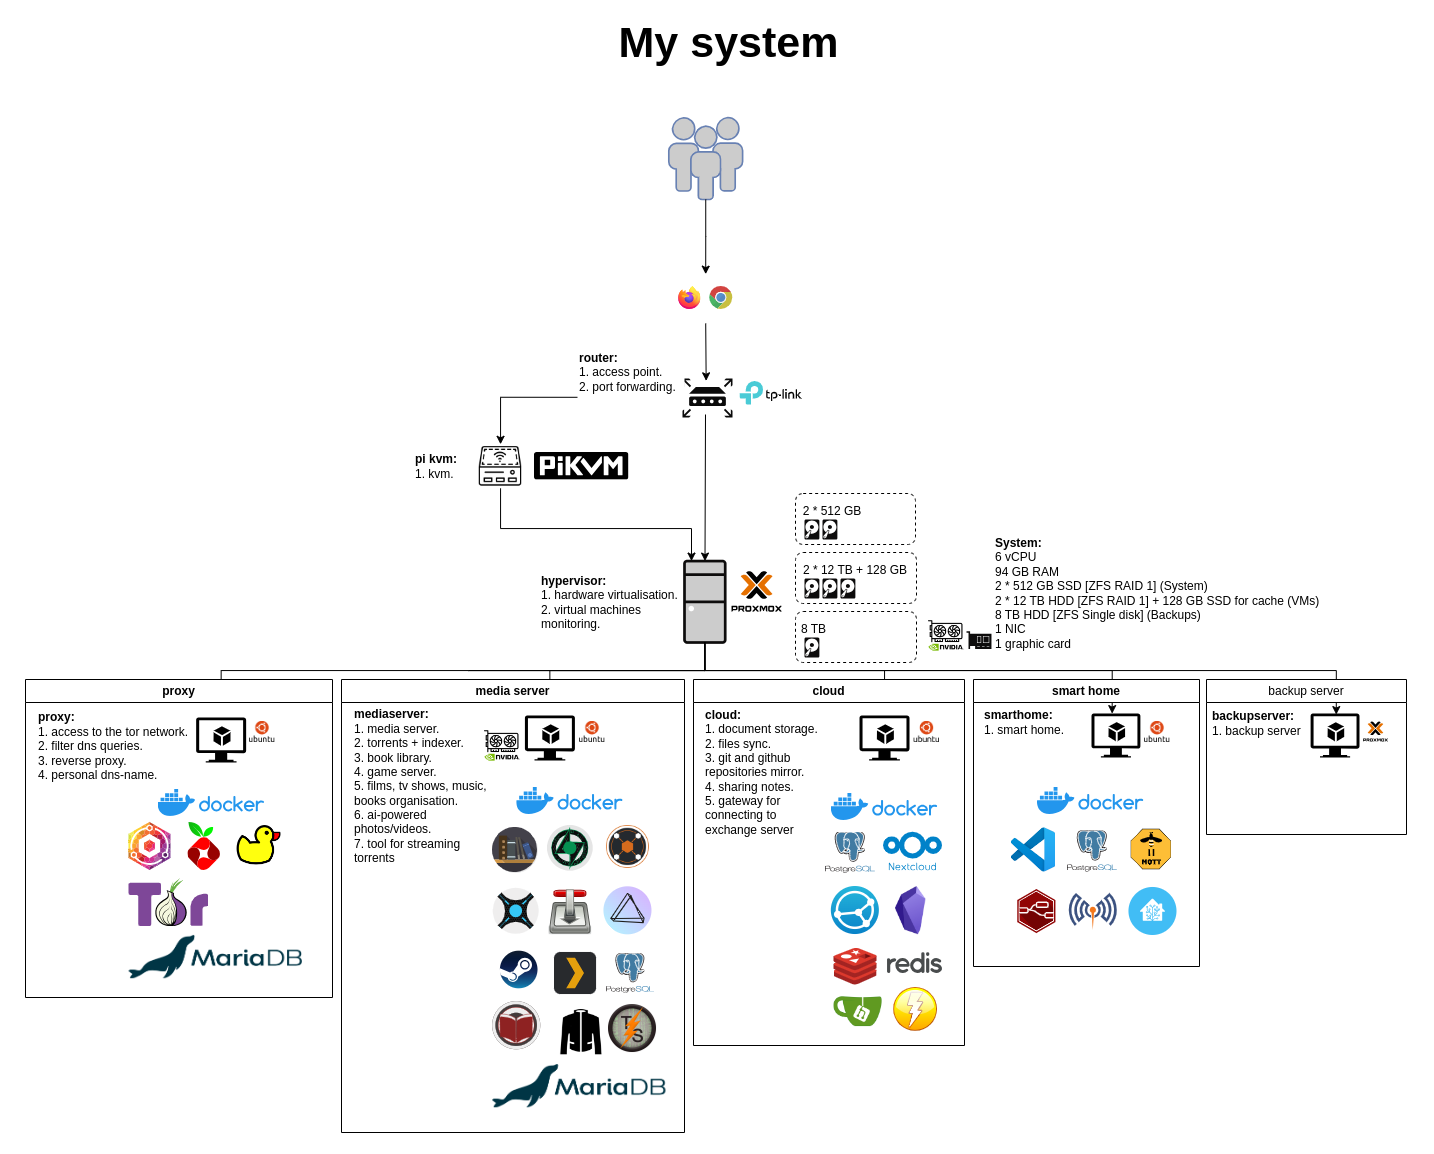 My system
router:
1. access point.
2. port forwarding.
tp-link
pi kvm:
1. kvm.
PiKVM
2 * 512 GB
2 * 12 TB + 128 GB
8 TB
System:
6 vCPU
94 GB RAM
2 * 512 GB SSD [ZFS RAID 1] (System)
2 * 12 TB HDD [ZFS RAID 1] + 128 GB SSD for cache (VMs)
8 TB HDD [ZFS Single disk] (Backups)
1 NIC
1 graphic card
NVIDIA
hypervisor:
1. hardware virtualisation.
2. virtual machines
monitoring.
PROXMOX
proxy
proxy:
1. access to the tor network.
2. filter dns queries.
3. reverse proxy.
4. personal dns-name.
ubuntu
docker
Tor
MariaDB
media server
mediaserver:
1. media server.
2. torrents + indexer.
3. book library.
4. game server.
5. films, tv shows, music,
books organisation.
6. ai-powered
photos/videos.
7. tool for streaming
torrents
NVIDIA
ubuntu
docker
PostgreSQL
TS
MariaDB
cloud
cloud:
1. document storage.
2. files sync.
3. git and github
repositories mirror.
4. sharing notes.
5. gateway for
connecting to
exchange server
ubuntu
docker
PostgreSQL
Nextcloud
redis
smart home
smarthome:
1. smart home.
ubuntu
docker
PostgreSQL
MQTT
backup server
backupserver:
1. backup server
PROXMOX